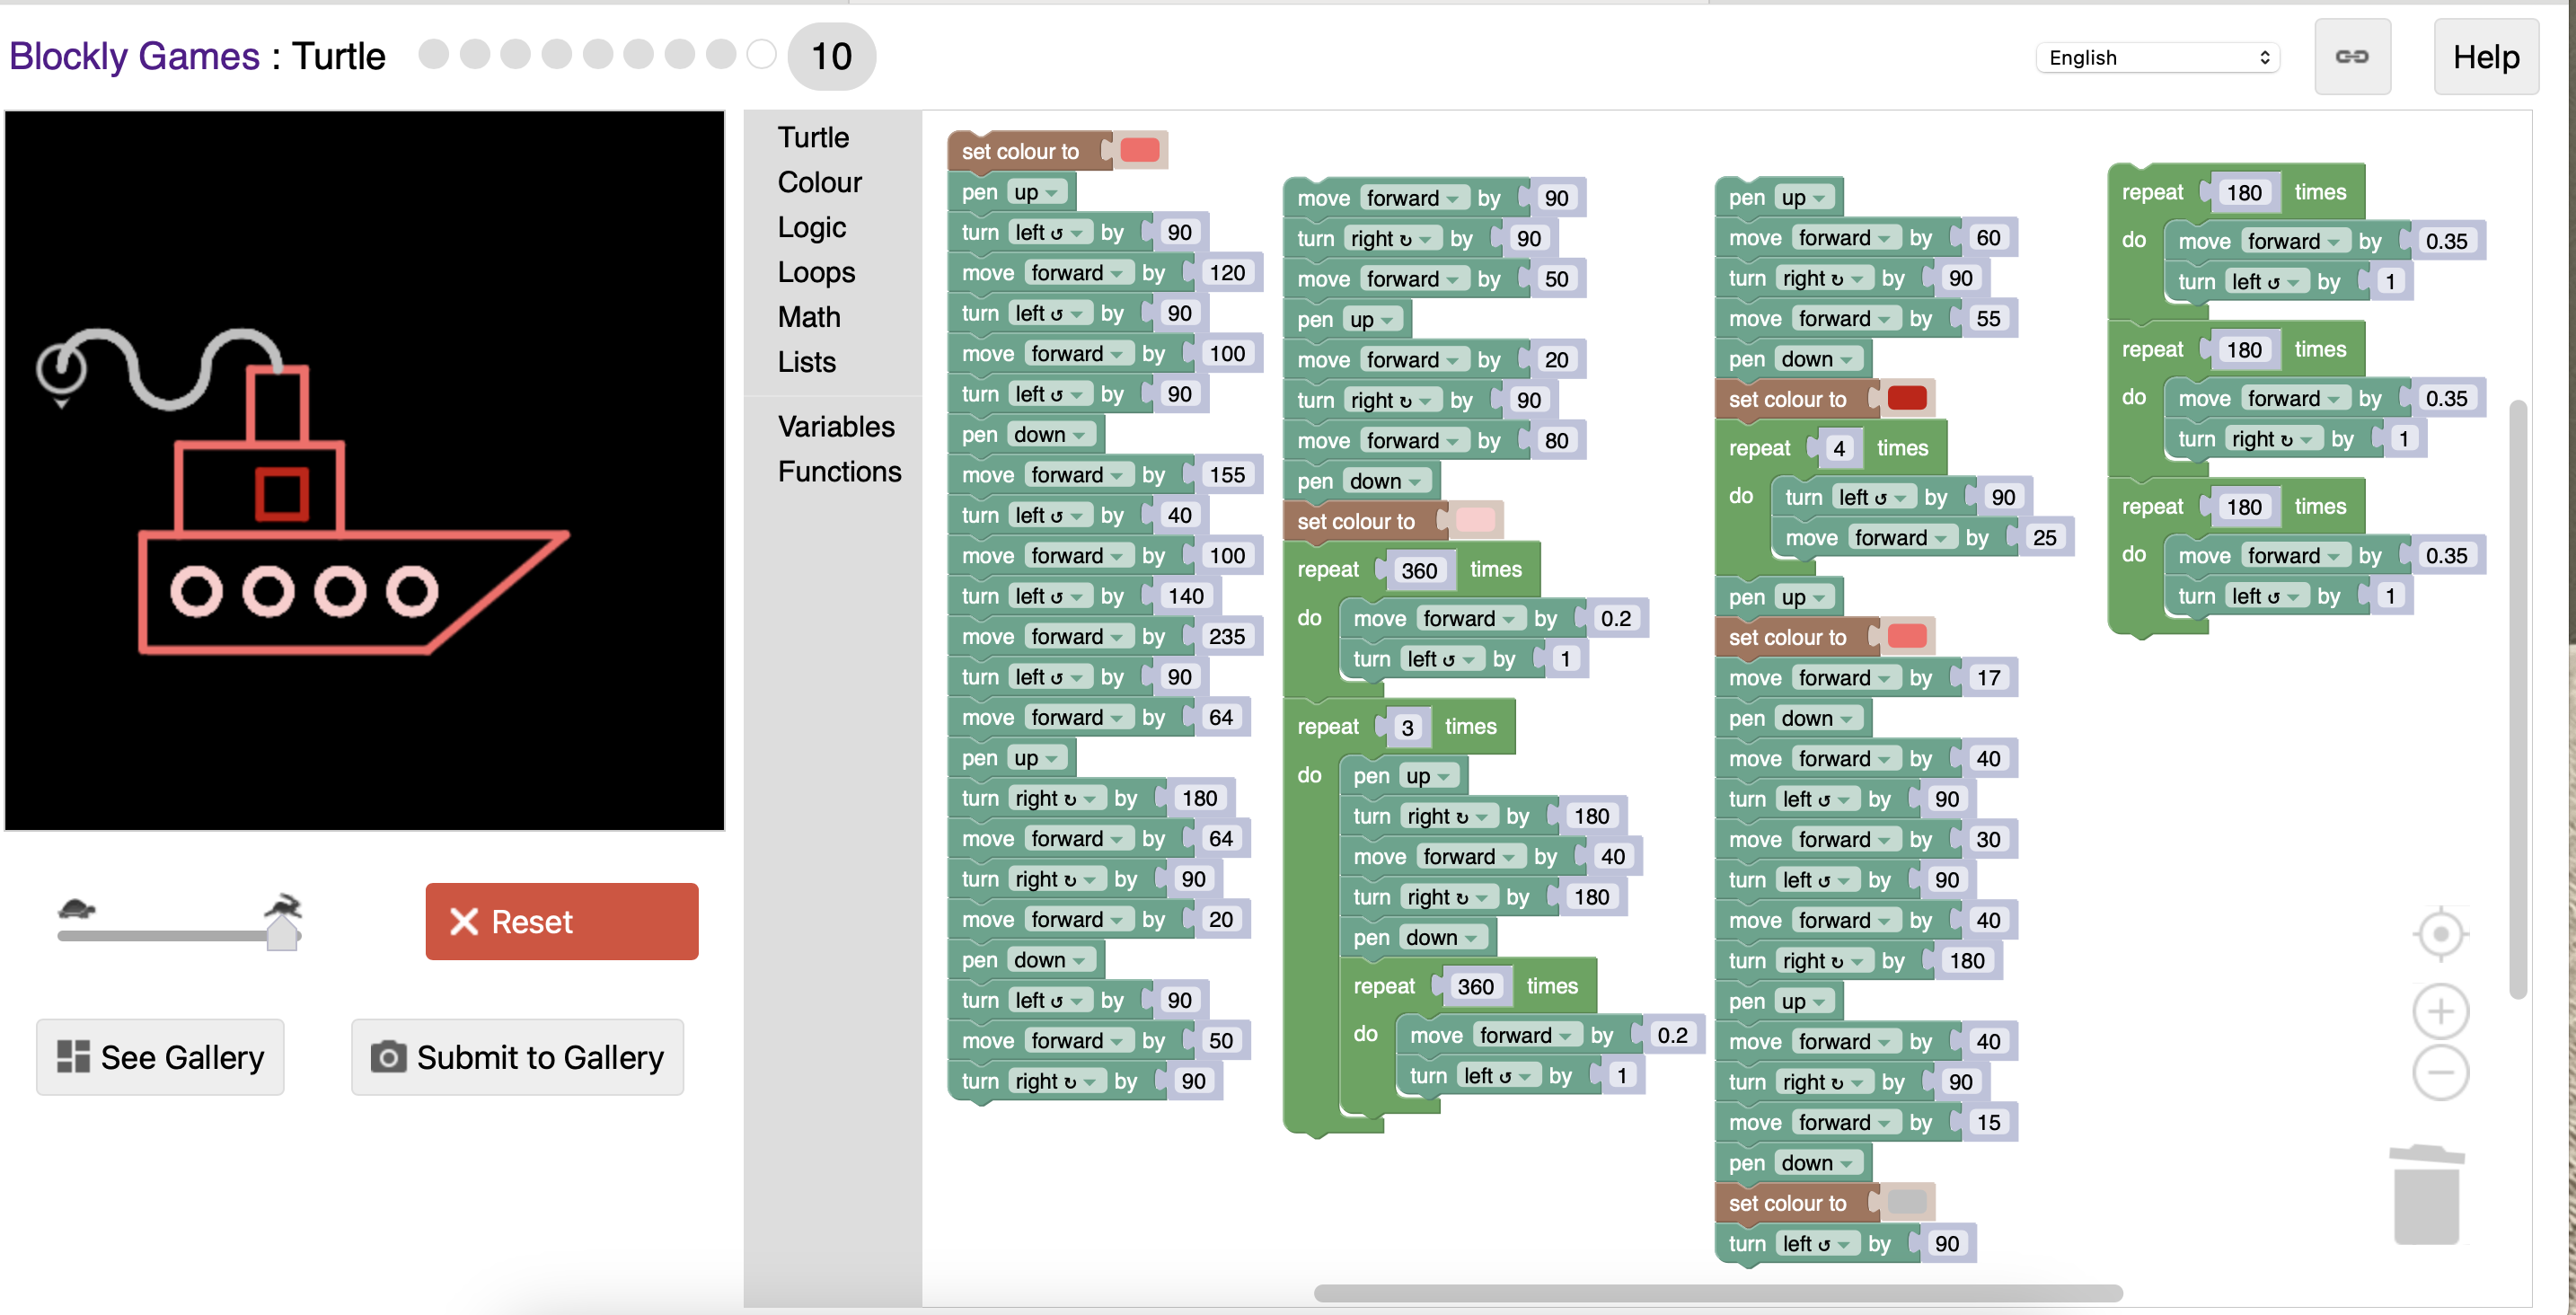 Blockly Games : Turtle 10 English Help
Turtle
Colour
Logic
Loops
Math
Lists
Variables
Functions
set colour to
pen up
turn left ↺ by 90
move forward by 120
turn left ↺ by 90
move forward by 100
turn left ↺ by 90
pen down
move forward by 155
turn left ↺ by 40
move forward by 100
turn left ↺ by 140
move forward by 235
turn left ↺ by 90
move forward by 64
pen up
turn right ↻ by 180
move forward by 64
turn right ↻ by 90
move forward by 20
pen down
turn left ↺ by 90
move forward by 50
turn right ↻ by 90
move forward by 90
turn right ↻ by 90
move forward by 50
pen up
move forward by 20
turn right ↻ by 90
move forward by 80
pen down
set colour to
repeat 360 times
do move forward by 0.2
turn left ↺ by 1
repeat 3 times
do pen up
turn right ↻ by 180
move forward by 40
turn right ↻ by 180
pen down
repeat 360 times
do move forward by 0.2
turn left ↺ by 1
pen up
move forward by 60
turn right ↻ by 90
move forward by 55
pen down
set colour to
repeat 4 times
do turn left ↺ by 90
move forward by 25
pen up
set colour to
move forward by 17
pen down
move forward by 40
turn left ↺ by 90
move forward by 30
turn left ↺ by 90
move forward by 40
turn right ↻ by 180
pen up
move forward by 40
turn right ↻ by 90
move forward by 15
pen down
set colour to
turn left ↺ by 90
repeat 180 times
do move forward by 0.35
turn left ↺ by 1
repeat 180 times
do move forward by 0.35
turn right ↻ by 1
repeat 180 times
do move forward by 0.35
turn left ↺ by 1
Reset
See Gallery
Submit to Gallery